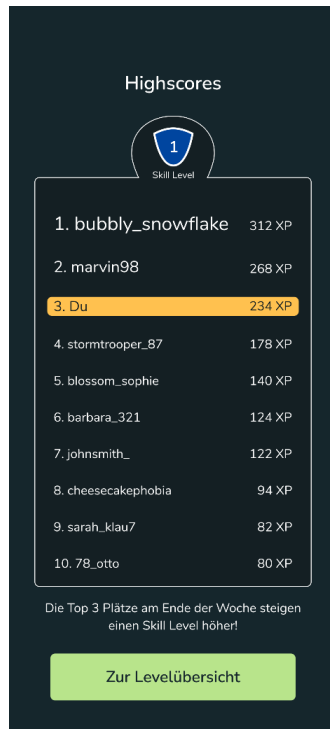 Highscores
1
Skill Level
1. bubbly_snowflake 312 XP
2. marvin98 268 XP
3. Du 234 XP
4. stormtrooper_87 178 XP
5. blossom_sophie 140 XP
6. barbara_321 124 XP
7. johnsmith_ 122 XP
8. cheesecakephobia 94 XP
9. sarah_klau7 82 XP
10. 78_otto 80 XP
Die Top 3 Plätze am Ende der Woche steigen
einen Skill Level höher!
Zur Levelübersicht